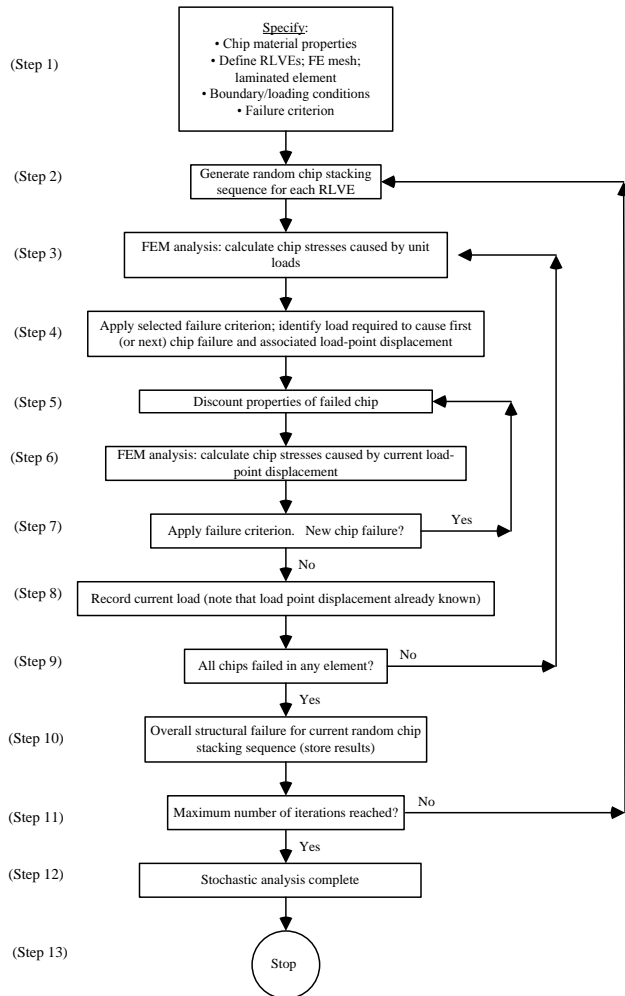 Specify:
• Chip material properties
(Step 1)
• Define RLVEs; FE mesh;
laminated element
• Boundary/loading conditions
• Failure criterion
(Step 2)
Generate random chip stacking
sequence for each RLVE
(Step 3)
FEM analysis: calculate chip stresses caused by unit
loads
(Step 4)
Apply selected failure criterion; identify load required to cause first
(or next) chip failure and associated load-point displacement
(Step 5)
Discount properties of failed chip
(Step 6)
FEM analysis: calculate chip stresses caused by current load-
point displacement
(Step 7)
Apply failure criterion. New chip failure?
Yes
No
(Step 8)
Record current load (note that load point displacement already known)
(Step 9)
All chips failed in any element?
No
Yes
(Step 10)
Overall structural failure for current random chip
stacking sequence (store results)
(Step 11)
Maximum number of iterations reached?
No
Yes
(Step 12)
Stochastic analysis complete
(Step 13)
Stop